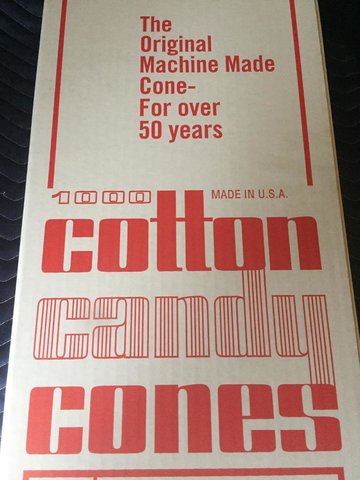 The
Original
Machine Made
Cone-
For over
50 years
1000 MADE IN U.S.A.
cotton
candy
cones